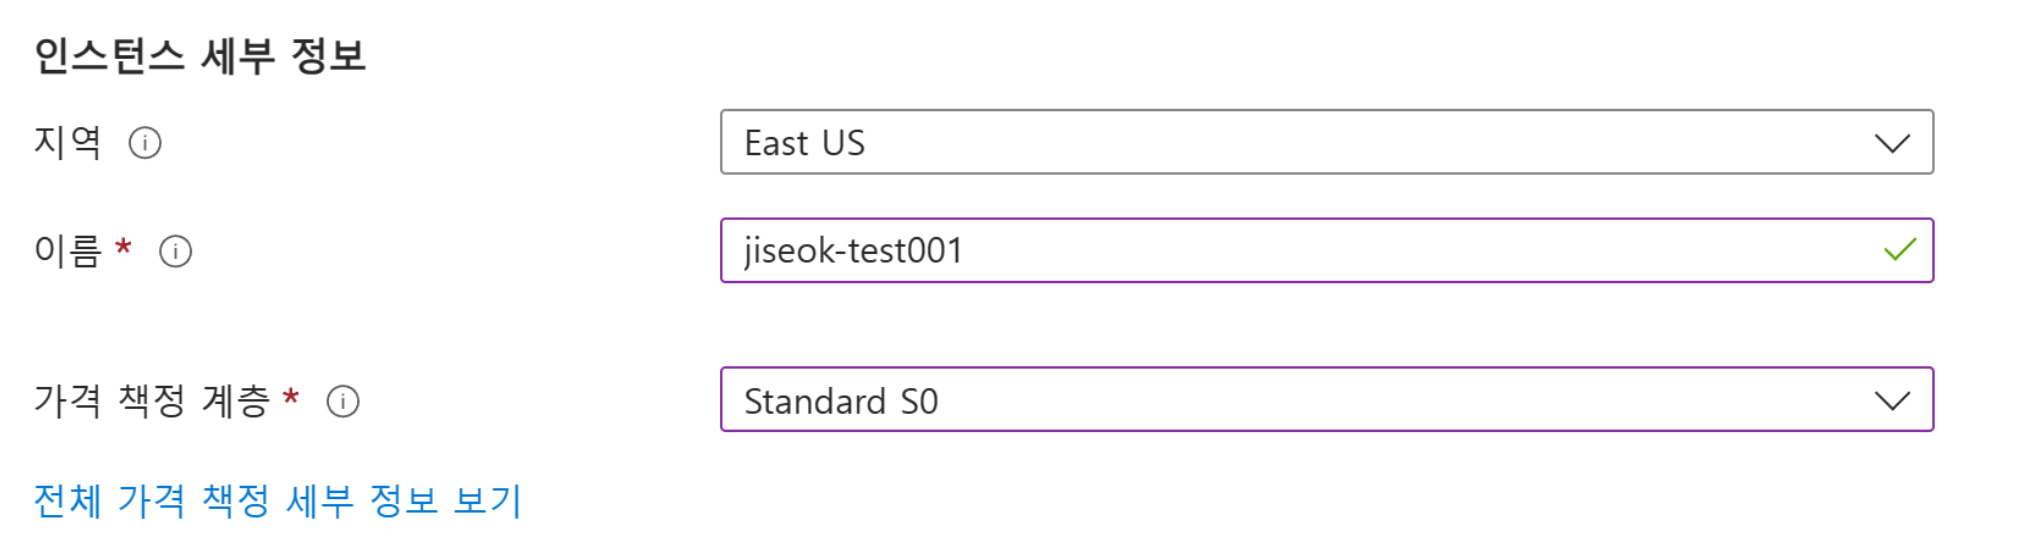 인스턴스 세부 정보
지역
East US
이름 *
jiseok-test001
가격 책정 계층 *
Standard S0
전체 가격 책정 세부 정보 보기